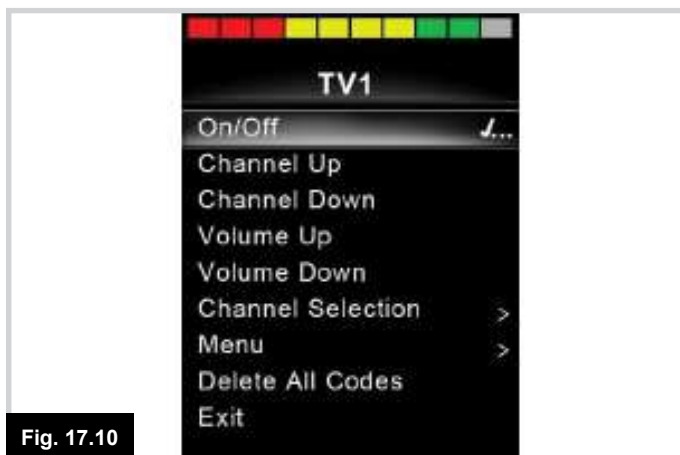 TV1
On/Off √...
Channel Up
Channel Down
Volume Up
Volume Down
Channel Selection >
Menu >
Delete All Codes
Exit
Fig. 17.10